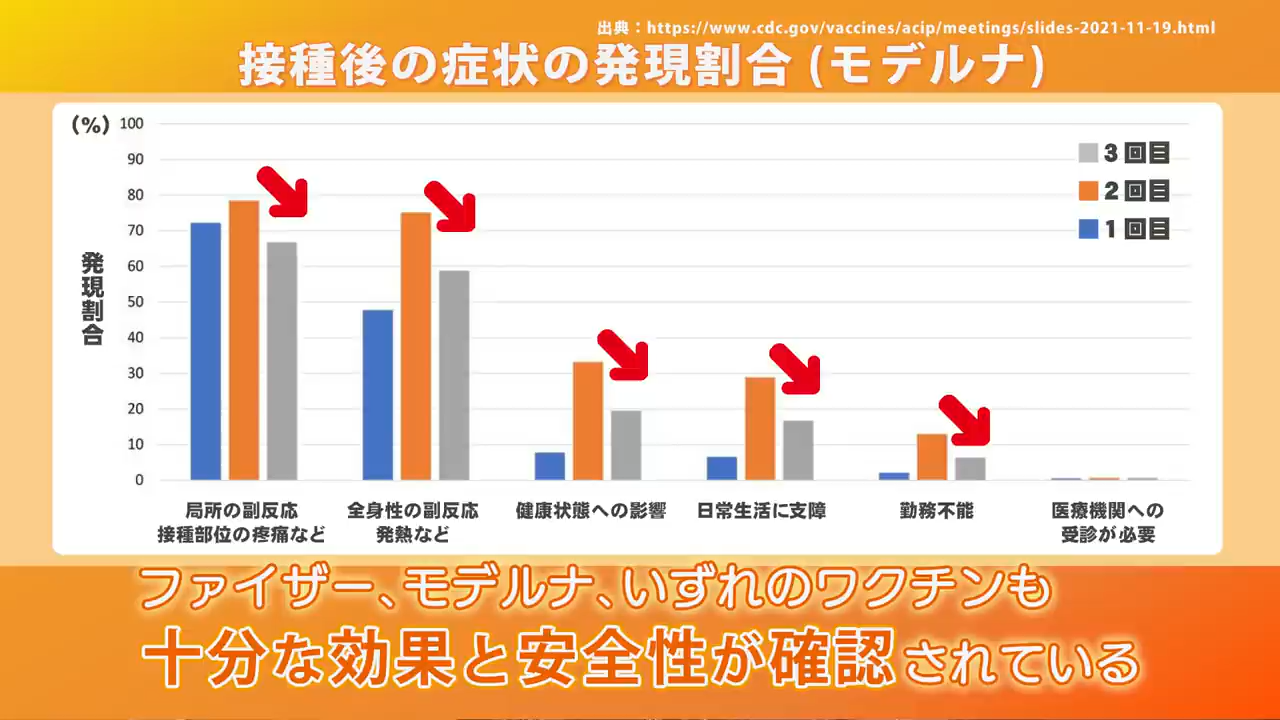 出典：https://www.cdc.gov/vaccines/acip/meetings/slides-2021-11-19.html
接種後の症状の発現割合 (モデルナ)
(%)
100
90
80
70
60
50
40
30
20
10
0
発現割合
3回目
2回目
1回目
局所の副反応
接種部位の疼痛など
全身性の副反応
発熱など
健康状態への影響
日常生活に支障
勤務不能
医療機関への
受診が必要
ファイザー、モデルナ、いずれのワクチンも
十分な効果と安全性が確認されている